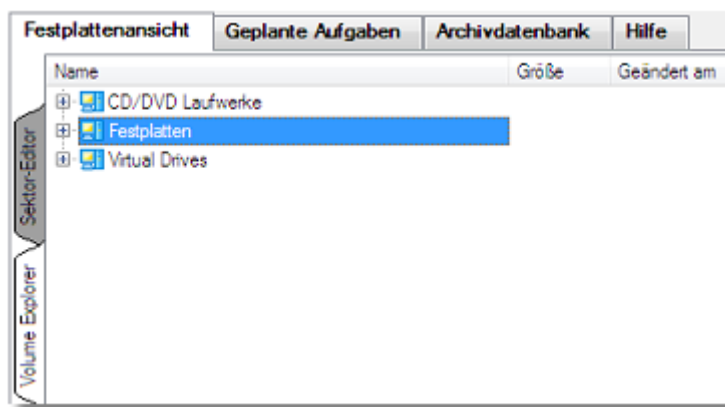 Festplattenansicht Geplante Aufgaben Archivdatenbank Hilfe
Name Größe Geändert am
CD/DVD Laufwerke
Festplatten
Virtual Drives
Sektor-Editor
Volume Explorer